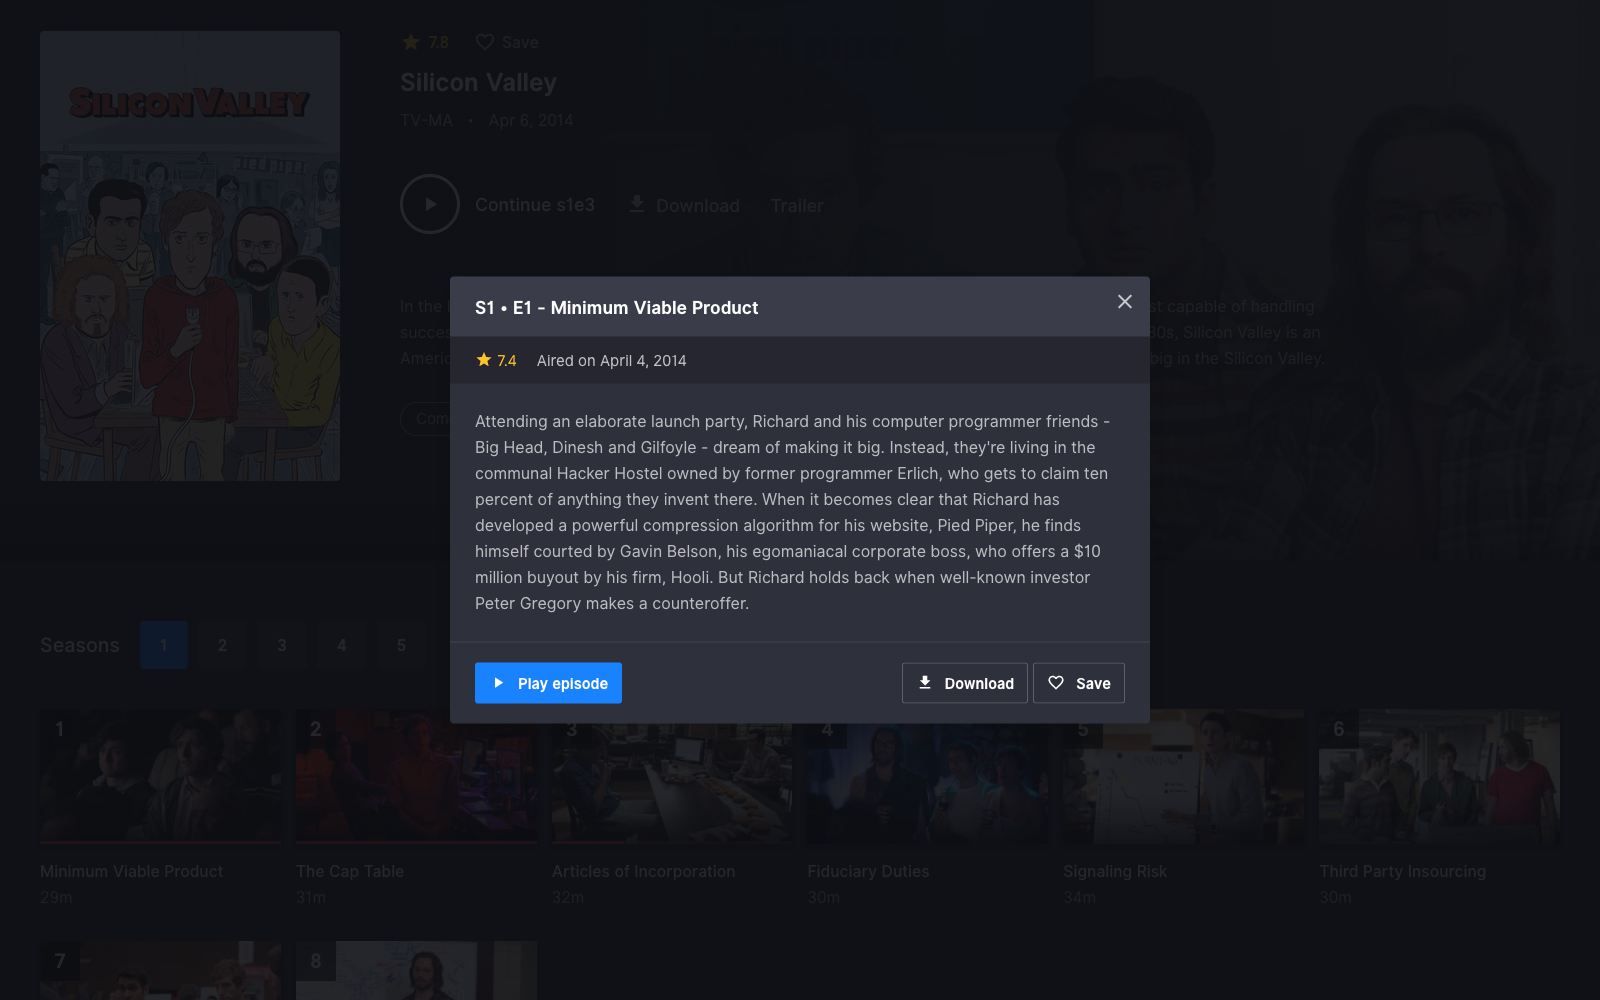 7.8 Save
SILICON VALLEY
Silicon Valley
TV-MA • Apr 6, 2014
Continue s1e3 Download Trailer
In the
st capable of handling
succes
80s, Silicon Valley is an
Americ
big in the Silicon Valley.
Com
S1 • E1 - Minimum Viable Product
7.4 Aired on April 4, 2014
Attending an elaborate launch party, Richard and his computer programmer friends -
Big Head, Dinesh and Gilfoyle - dream of making it big. Instead, they're living in the
communal Hacker Hostel owned by former programmer Erlich, who gets to claim ten
percent of anything they invent there. When it becomes clear that Richard has
developed a powerful compression algorithm for his website, Pied Piper, he finds
himself courted by Gavin Belson, his egomaniacal corporate boss, who offers a $10
million buyout by his firm, Hooli. But Richard holds back when well-known investor
Peter Gregory makes a counteroffer.
Play episode Download Save
Seasons 1 2 3 4 5
1 2 3 4 5 6
Minimum Viable Product The Cap Table Articles of Incorporation Fiduciary Duties Signaling Risk Third Party Insourcing
29m 31m 32m 30m 34m 30m
7 8